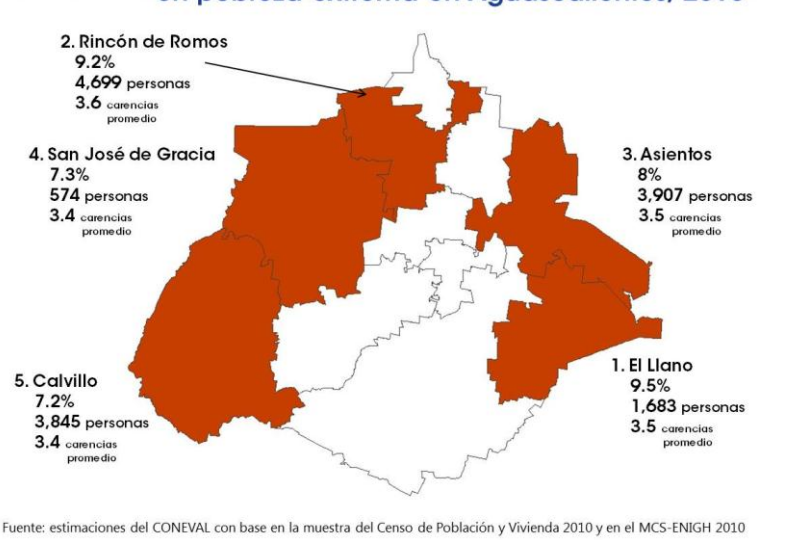 2. Rincón de Romos
9.2%
4,699 personas
3.6 carencias
promedio
4. San José de Gracia
7.3%
574 personas
3.4 carencias
promedio
3. Asientos
8%
3,907 personas
3.5 carencias
promedio
5. Calvillo
7.2%
3,845 personas
3.4 carencias
promedio
1. El Llano
9.5%
1,683 personas
3.5 carencias
promedio
Fuente: estimaciones del CONEVAL con base en la muestra del Censo de Población y Vivienda 2010 y en el MCS-ENIGH 2010